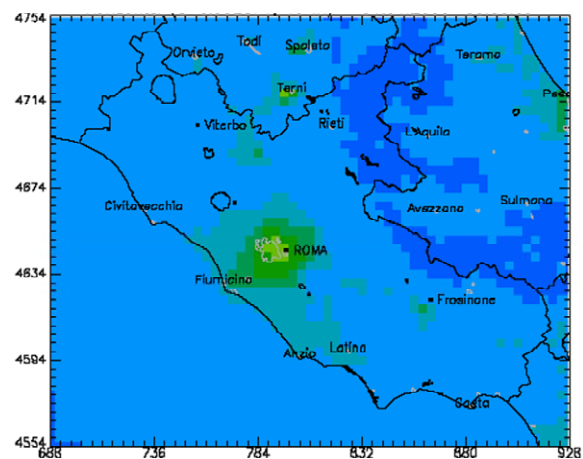 4754
Todi
Spoleto
Orvieto
Teramo
Terni
4714
Viterbo
Rieti
L'Aquila
4674
Civitavecchia
Avezzano
Sulmona
ROMA
4634
Fiumicino
Frosinone
4594
Anzio
Latina
Gaeta
4554
688
736
784
832
880
928